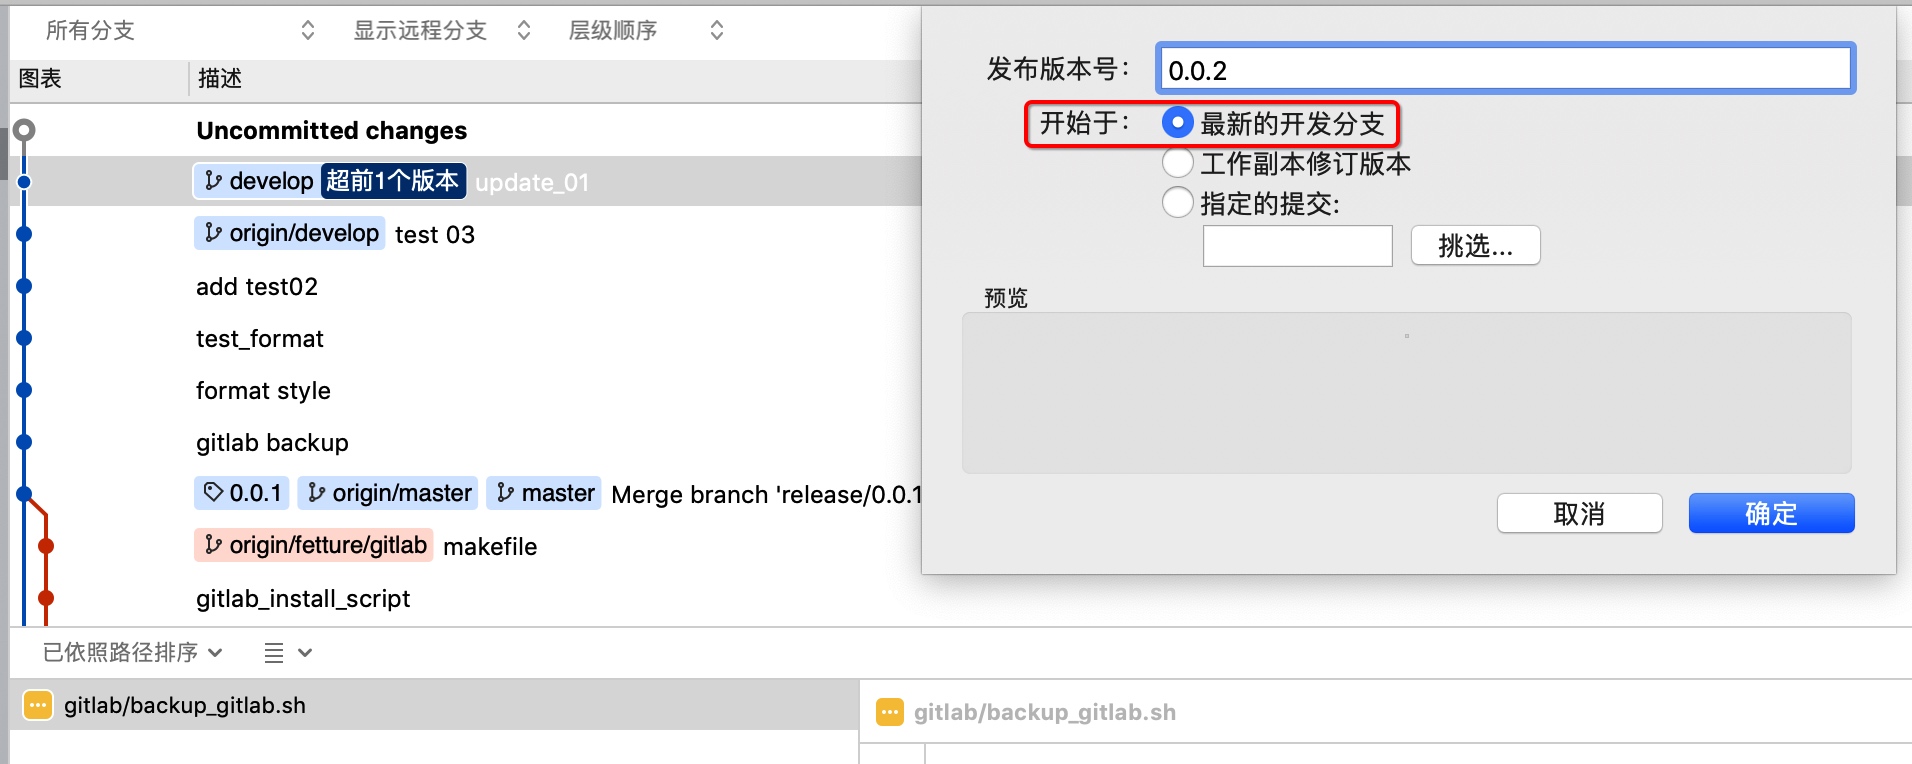 所有分支 显示远程分支 层级顺序
图表 描述
Uncommitted changes
develop 超前1个版本 update_01
origin/develop test 03
add test02
test_format
format style
gitlab backup
0.0.1 origin/master master Merge branch 'release/0.0.1
origin/fetture/gitlab makefile
gitlab_install_script
已依照路径排序
gitlab/backup_gitlab.sh
gitlab/backup_gitlab.sh
发布版本号： 0.0.2
开始于： 最新的开发分支
工作副本修订版本
指定的提交:
挑选...
预览
取消 确定